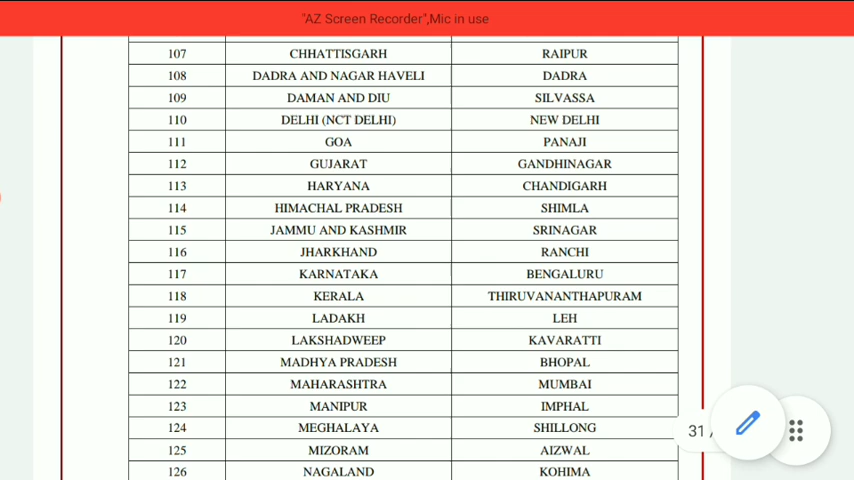 "AZ Screen Recorder",Mic in use
107 CHHATTISGARH RAIPUR
108 DADRA AND NAGAR HAVELI DADRA
109 DAMAN AND DIU SILVASSA
110 DELHI (NCT DELHI) NEW DELHI
111 GOA PANAJI
112 GUJARAT GANDHINAGAR
113 HARYANA CHANDIGARH
114 HIMACHAL PRADESH SHIMLA
115 JAMMU AND KASHMIR SRINAGAR
116 JHARKHAND RANCHI
117 KARNATAKA BENGALURU
118 KERALA THIRUVANANTHAPURAM
119 LADAKH LEH
120 LAKSHADWEEP KAVARATTI
121 MADHYA PRADESH BHOPAL
122 MAHARASHTRA MUMBAI
123 MANIPUR IMPHAL
124 MEGHALAYA SHILLONG
31 /
125 MIZORAM AIZWAL
126 NAGALAND KOHIMA